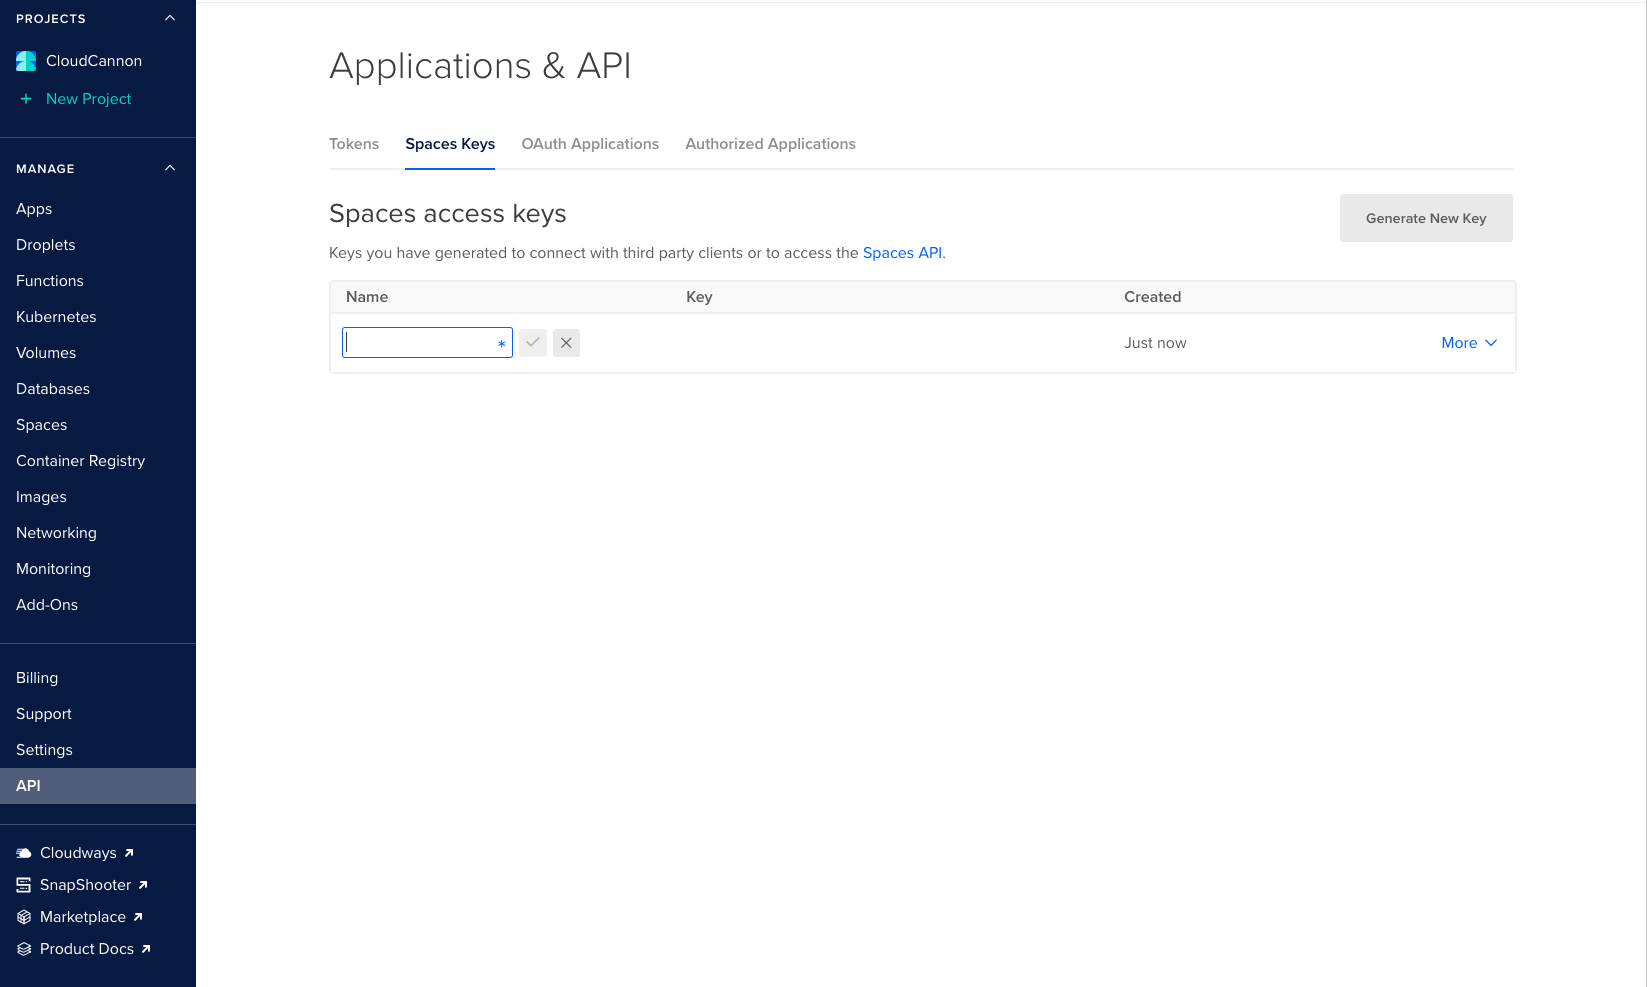 PROJECTS
CloudCannon
New Project
MANAGE
Apps
Droplets
Functions
Kubernetes
Volumes
Databases
Spaces
Container Registry
Images
Networking
Monitoring
Add-Ons
Billing
Support
Settings
API
Cloudways
SnapShooter
Marketplace
Product Docs
Applications & API
Tokens Spaces Keys OAuth Applications Authorized Applications
Spaces access keys
Generate New Key
Keys you have generated to connect with third party clients or to access the Spaces API.
Name Key Created
* Just now More